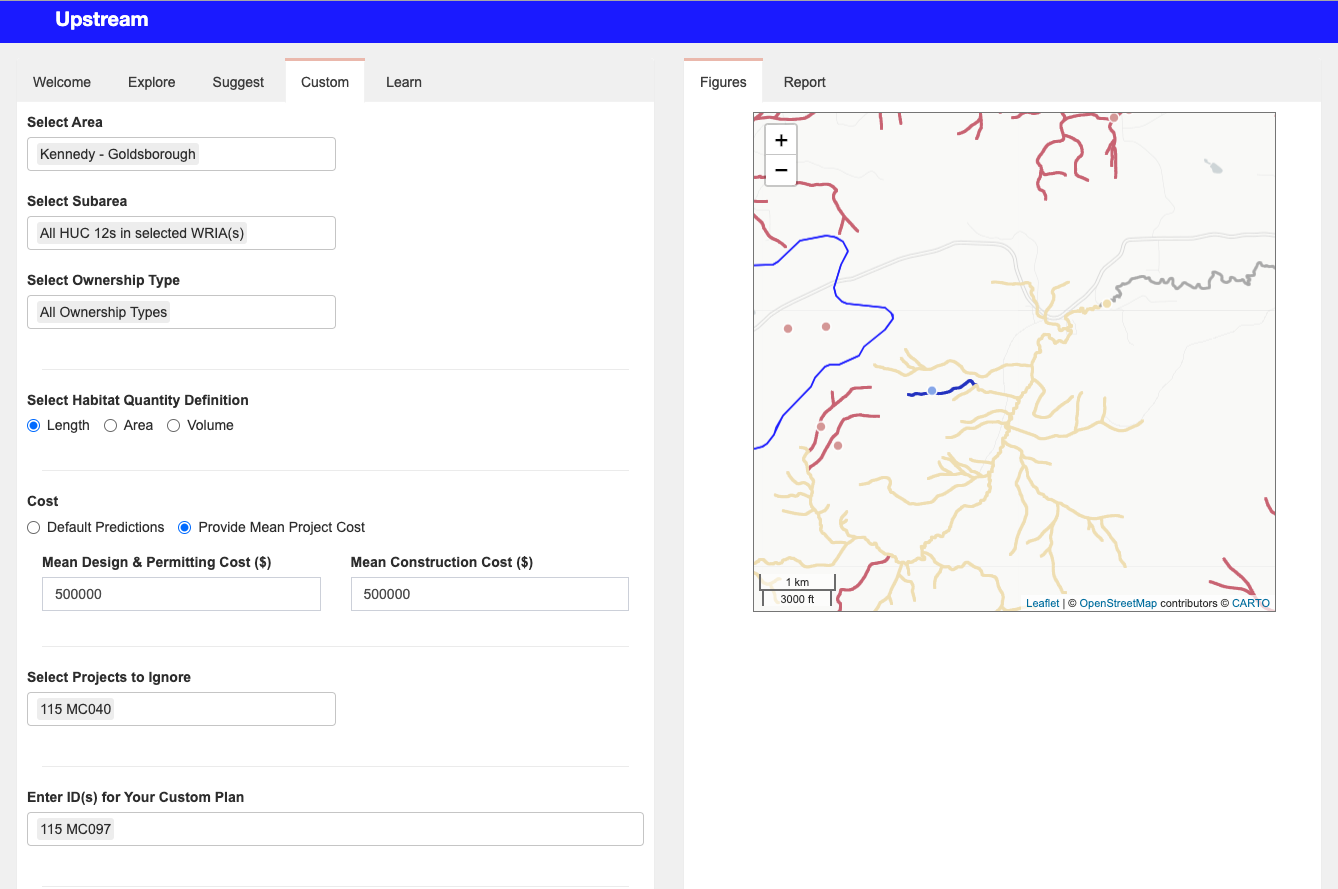 Upstream
Welcome Explore Suggest Custom Learn
Select Area
Kennedy - Goldsborough
Select Subarea
All HUC 12s in selected WRIA(s)
Select Ownership Type
All Ownership Types
Select Habitat Quantity Definition
Length Area Volume
Cost
Default Predictions Provide Mean Project Cost
Mean Design & Permitting Cost ($) Mean Construction Cost ($)
500000 500000
Select Projects to Ignore
115 MC040
Enter ID(s) for Your Custom Plan
115 MC097
Figures Report
+
−
1 km
3000 ft
Leaflet | © OpenStreetMap contributors © CARTO